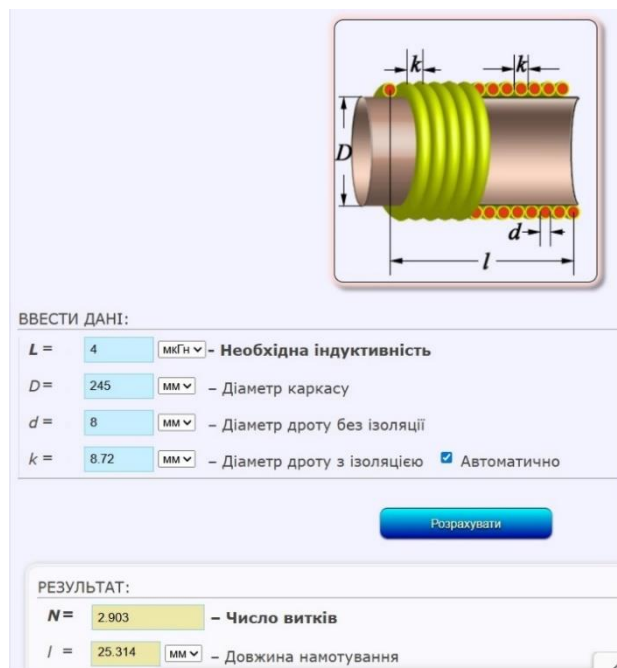 k k
D
d
l
ВВЕСТИ ДАНІ:
L = 4 мкГн - Необхідна індуктивність
D = 245 мм – Діаметр каркасу
d = 8 мм – Діаметр дроту без ізоляції
k = 8.72 мм – Діаметр дроту з ізоляцією Автоматично
Розрахувати
РЕЗУЛЬТАТ:
N = 2.903 – Число витків
l = 25.314 мм – Довжина намотування